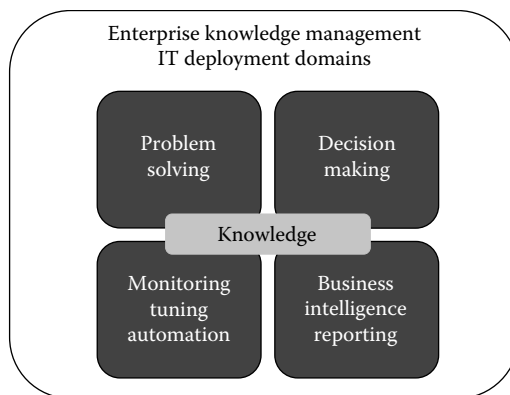 Enterprise knowledge management
IT deployment domains
Problem
solving
Decision
making
Knowledge
Monitoring
tuning
automation
Business
intelligence
reporting